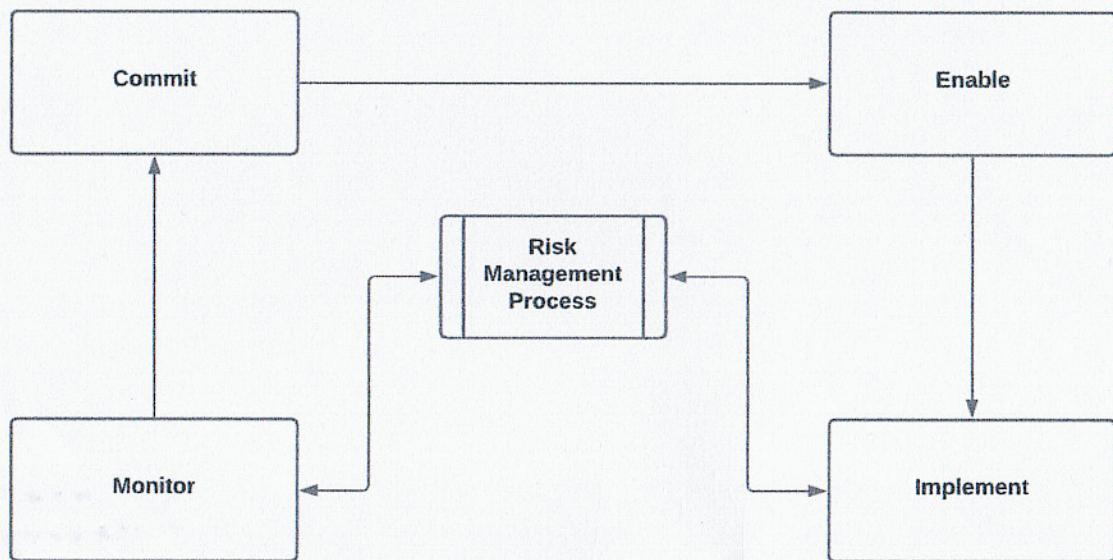 Commit
Enable
Risk
Management
Process
Monitor
Implement